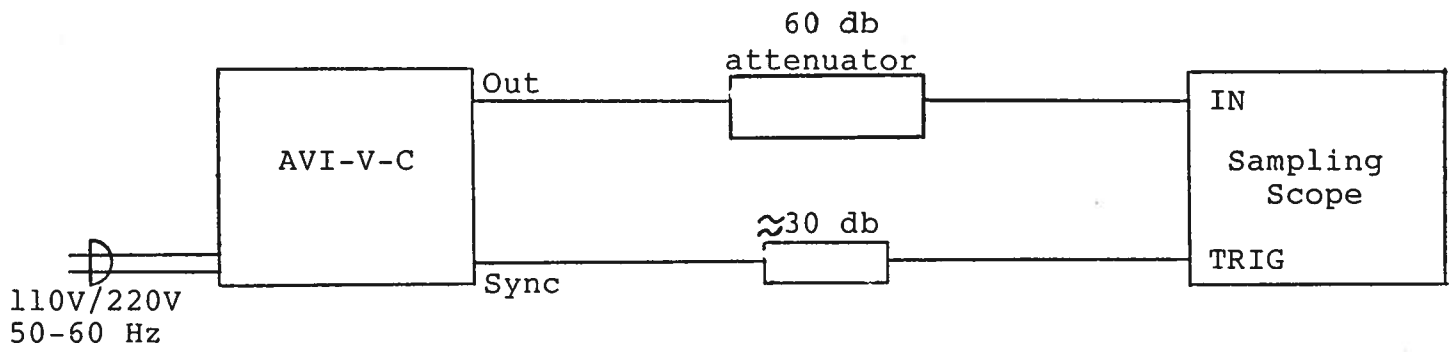 60 db
attenuator
Out
IN
AVI-V-C
Sampling
Scope
≈30 db
TRIG
Sync
110V/220V
50-60 Hz